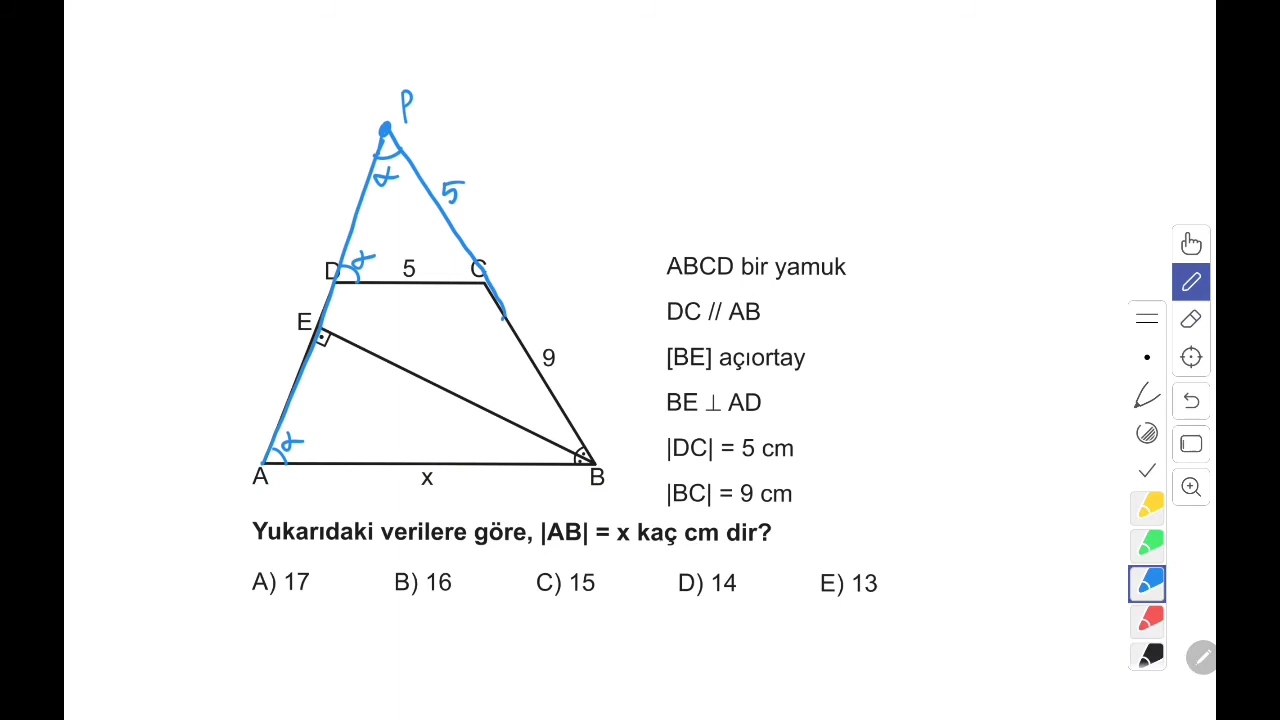 P
α
5
D α 5 C
E
9
α
A x B
ABCD bir yamuk
DC // AB
[BE] açıortay
BE ⊥ AD
|DC| = 5 cm
|BC| = 9 cm
Yukarıdaki verilere göre, |AB| = x kaç cm dir?
A) 17 B) 16 C) 15 D) 14 E) 13